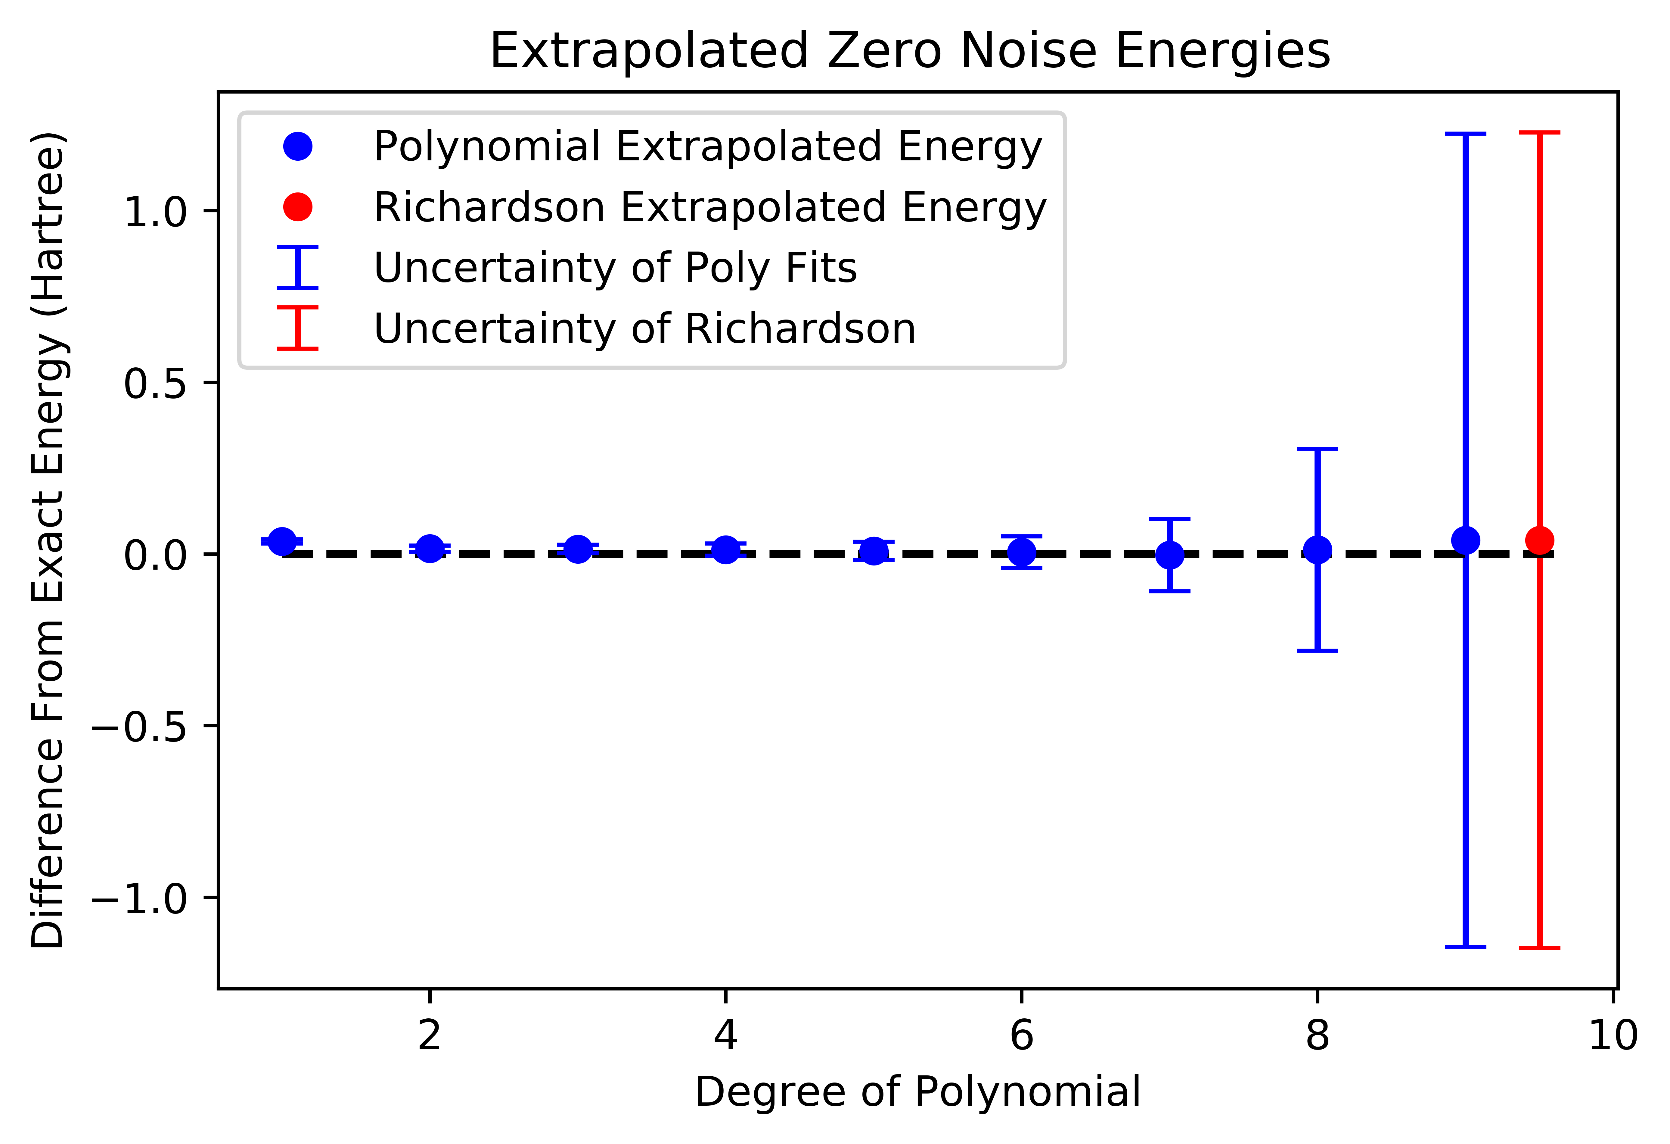 Extrapolated Zero Noise Energies
Polynomial Extrapolated Energy
Richardson Extrapolated Energy
Uncertainty of Poly Fits
Uncertainty of Richardson
Difference From Exact Energy (Hartree)
1.0
0.5
0.0
−0.5
−1.0
2 4 6 8 10
Degree of Polynomial